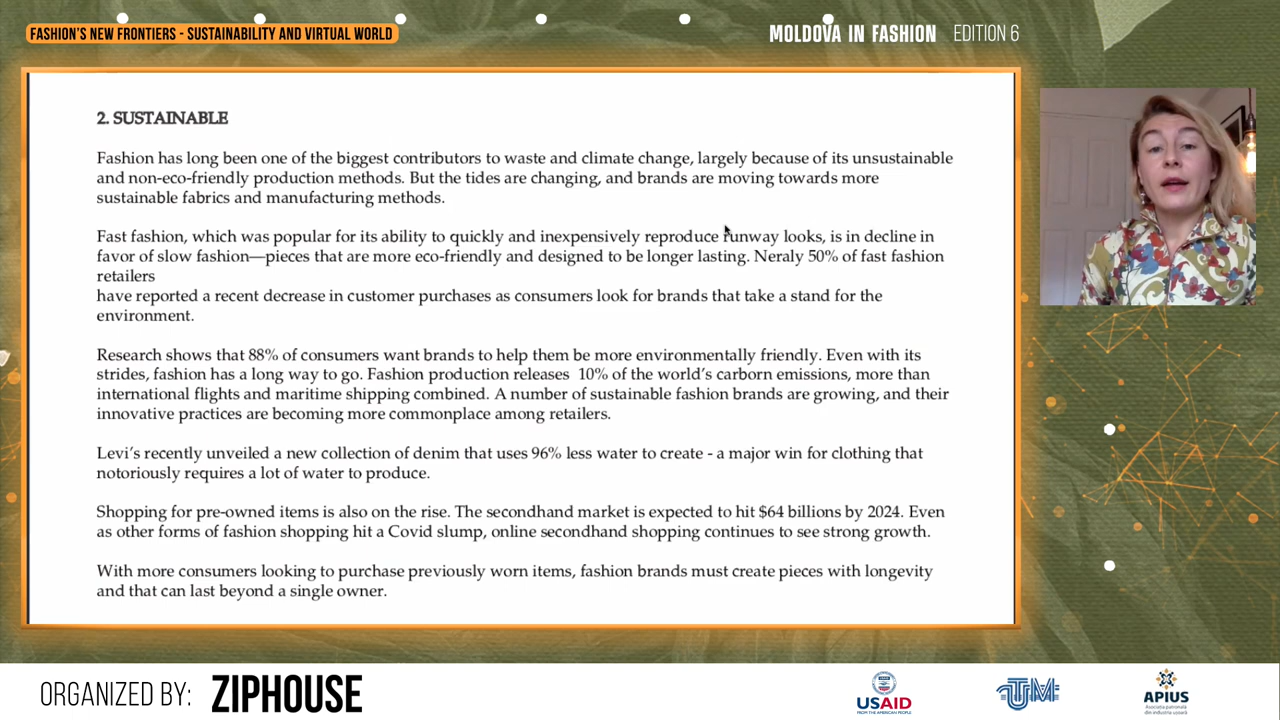 FASHION'S NEW FRONTIERS - SUSTAINABILITY AND VIRTUAL WORLD
MOLDOVA IN FASHION EDITION 6
2. SUSTAINABLE
Fashion has long been one of the biggest contributors to waste and climate change, largely because of its unsustainable
and non-eco-friendly production methods. But the tides are changing, and brands are moving towards more
sustainable fabrics and manufacturing methods.
Fast fashion, which was popular for its ability to quickly and inexpensively reproduce runway looks, is in decline in
favor of slow fashion—pieces that are more eco-friendly and designed to be longer lasting. Neraly 50% of fast fashion
retailers
have reported a recent decrease in customer purchases as consumers look for brands that take a stand for the
environment.
Research shows that 88% of consumers want brands to help them be more environmentally friendly. Even with its
strides, fashion has a long way to go. Fashion production releases 10% of the world's carborn emissions, more than
international flights and maritime shipping combined. A number of sustainable fashion brands are growing, and their
innovative practices are becoming more commonplace among retailers.
Levi's recently unveiled a new collection of denim that uses 96% less water to create - a major win for clothing that
notoriously requires a lot of water to produce.
Shopping for pre-owned items is also on the rise. The secondhand market is expected to hit $64 billions by 2024. Even
as other forms of fashion shopping hit a Covid slump, online secondhand shopping continues to see strong growth.
With more consumers looking to purchase previously worn items, fashion brands must create pieces with longevity
and that can last beyond a single owner.
ORGANIZED BY: ZIPHOUSE
USAID
FROM THE AMERICAN PEOPLE
UTM
APIUS
Asociația patronală
din industria ușoară